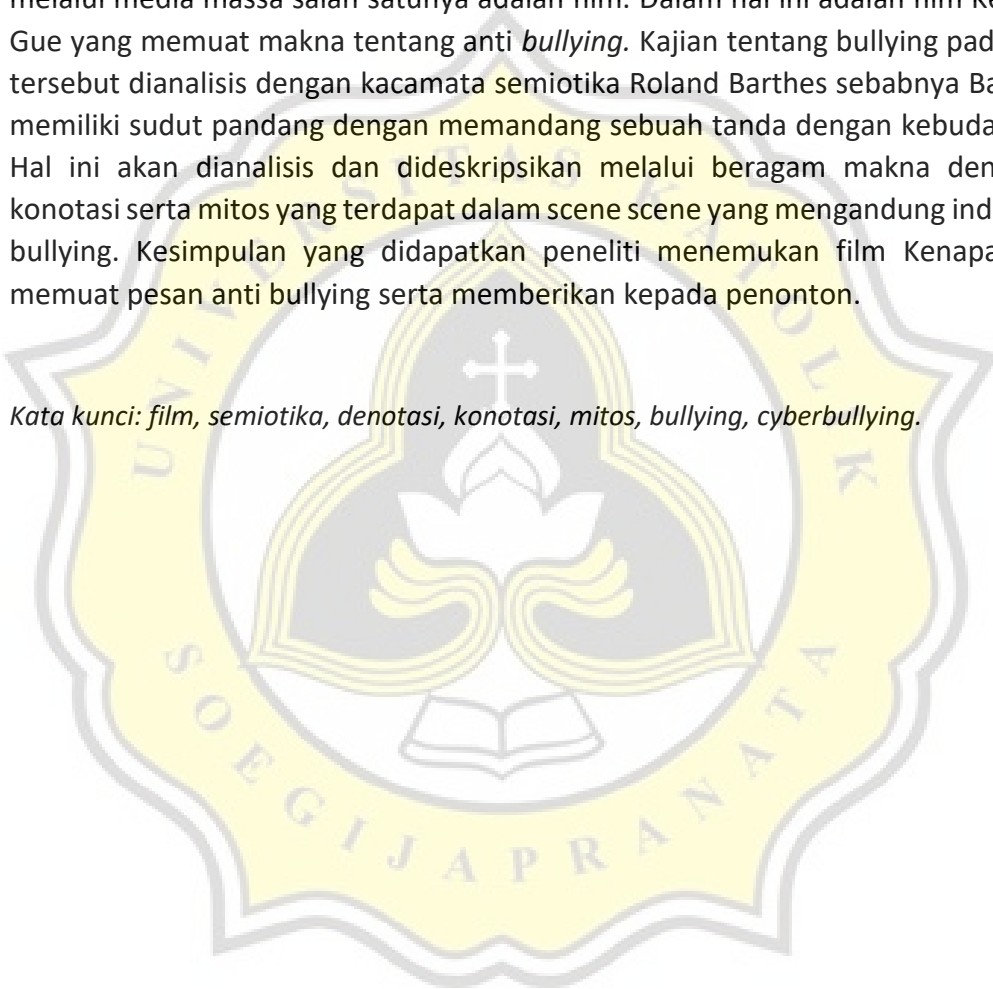 melalui media massa salah satunya adalah film. Dalam hal ini adalah film Ke
Gue yang memuat makna tentang anti bullying. Kajian tentang bullying pad
tersebut dianalisis dengan kacamata semiotika Roland Barthes sebabnya Ba
memiliki sudut pandang dengan memandang sebuah tanda dengan kebuda
Hal ini akan dianalisis dan dideskripsikan melalui beragam makna den
konotasi serta mitos yang terdapat dalam scene scene yang mengandung ind
bullying. Kesimpulan yang didapatkan peneliti menemukan film Kenapa
memuat pesan anti bullying serta memberikan kepada penonton.
Kata kunci: film, semiotika, denotasi, konotasi, mitos, bullying, cyberbullying.
UNIVERSITAS KATOLIK
SOEGIJAPRANATA